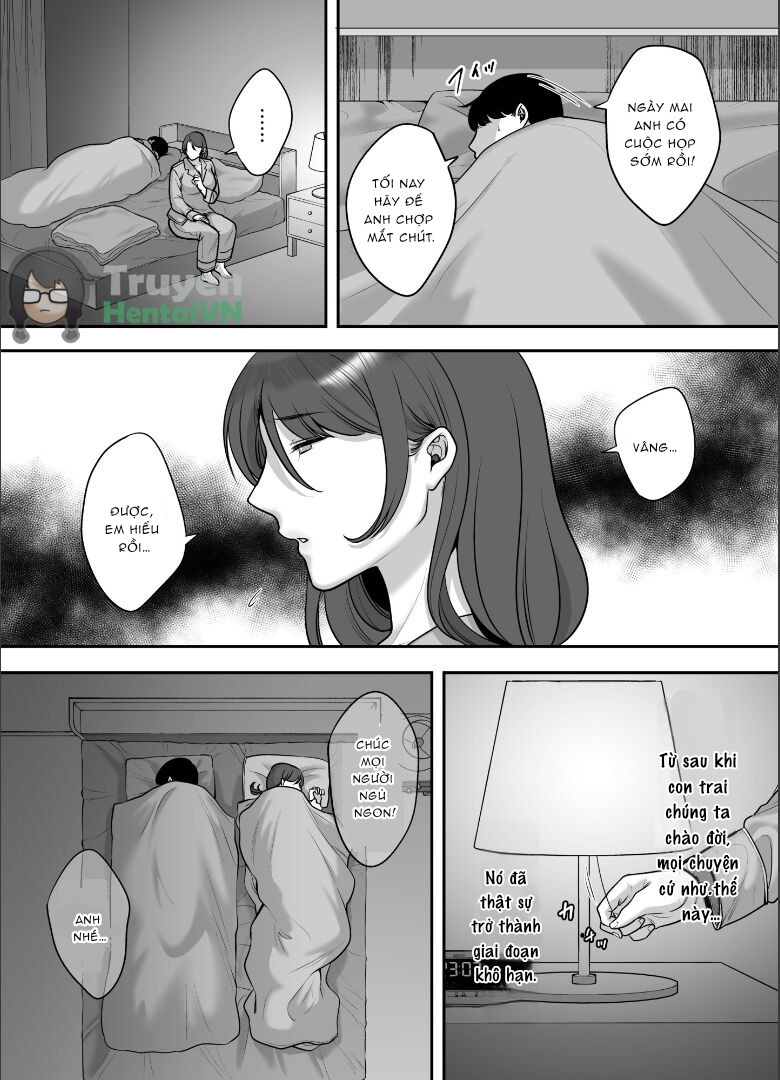 NGÀY MAI
ANH CÓ
CUỘC HỌP
SỚM RỒI!
TỐI NAY
HÃY ĐỂ
ANH CHỢP
MẮT CHÚT.
......
Truyen
HentaiVN
VÂNG...
ĐƯỢC,
EM HIỂU
RỒI...
Từ sau khi
con trai
chúng ta
chào đời,
mọi chuyện
cứ như thế
này...
Nó đã
thật sự
trở thành
giai đoạn
khô hạn.
CHÚC
MỌI
NGƯỜI
NGỦ
NGON!
ANH
NHÉ...